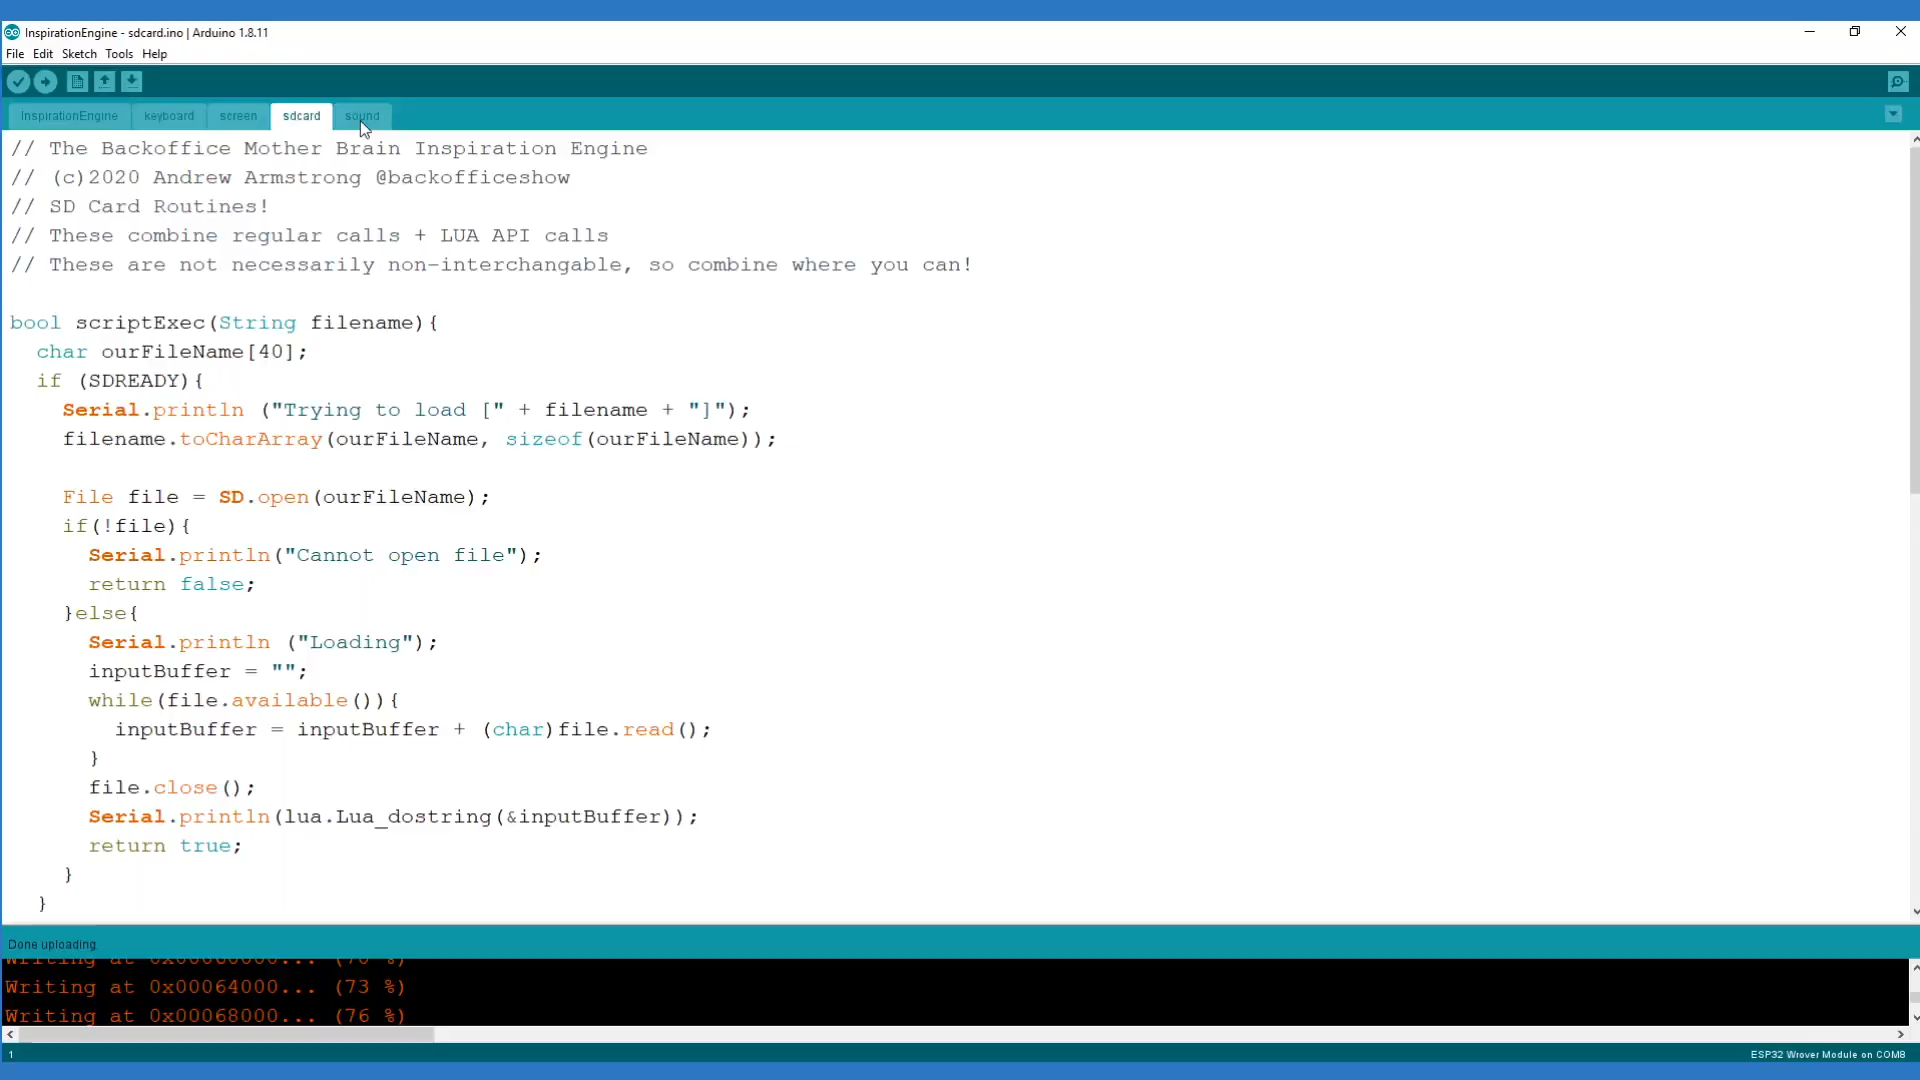 InspirationEngine - sdcard.ino | Arduino 1.8.11
File Edit Sketch Tools Help
InspirationEngine keyboard screen sdcard sound
// The Backoffice Mother Brain Inspiration Engine
// (c)2020 Andrew Armstrong @backofficeshow
// SD Card Routines!
// These combine regular calls + LUA API calls
// These are not necessarily non-interchangable, so combine where you can!
bool scriptExec(String filename){
char ourFileName[40];
if (SDREADY){
Serial.println ("Trying to load [" + filename + "]");
filename.toCharArray(ourFileName, sizeof(ourFileName));
File file = SD.open(ourFileName);
if(!file){
Serial.println("Cannot open file");
return false;
}else{
Serial.println ("Loading");
inputBuffer = "";
while(file.available()){
inputBuffer = inputBuffer + (char)file.read();
}
file.close();
Serial.println(lua.Lua_dostring(&inputBuffer));
return true;
}
}
Done uploading.
Writing at 0x00060000... (70 %)
Writing at 0x00064000... (73 %)
Writing at 0x00068000... (76 %)
1
ESP32 Wrover Module on COM8